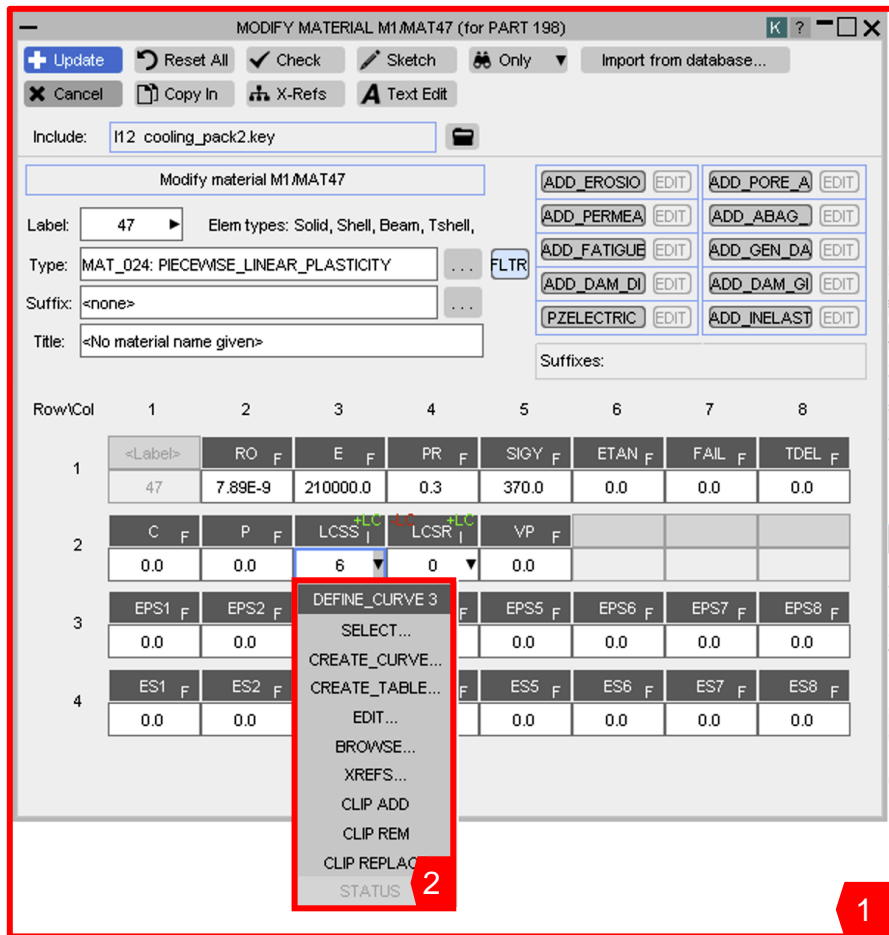 MODIFY MATERIAL M1/MAT47 (for PART 198) K ?
Update Reset All Check Sketch Only Import from database...
Cancel Copy In X-Refs A Text Edit
Include: I12 cooling_pack2.key
Modify material M1/MAT47
ADD_EROSIO EDIT ADD_PORE_A EDIT
Label: 47 Elem types: Solid, Shell, Beam, Tshell,
ADD_PERMEA EDIT ADD_ABAG_ EDIT
Type: MAT_024: PIECEWISE_LINEAR_PLASTICITY ... FLTR
ADD_FATIGUE EDIT ADD_GEN_DA EDIT
ADD_DAM_DI EDIT ADD_DAM_GI EDIT
Suffix: <none> ...
PZELECTRIC EDIT ADD_INELAST EDIT
Title: <No material name given>
Suffixes:
Row\Col 1 2 3 4 5 6 7 8
1 <Label> RO F E F PR F SIGY F ETAN F FAIL F TDEL F
47 7.89E-9 210000.0 0.3 370.0 0.0 0.0 0.0
2 C F P F LCSS +LC I -LC LCSR +LC I VP F
0.0 0.0 6 0 0.0
3 EPS1 F EPS2 F F EPS5 F EPS6 F EPS7 F EPS8 F
0.0 0.0 0.0 0.0 0.0 0.0
4 ES1 F ES2 F F ES5 F ES6 F ES7 F ES8 F
0.0 0.0 0.0 0.0 0.0 0.0
DEFINE_CURVE 3
SELECT...
CREATE_CURVE...
CREATE_TABLE...
EDIT...
BROWSE...
XREFS...
CLIP ADD
CLIP REM
CLIP REPLAC
STATUS
2
1